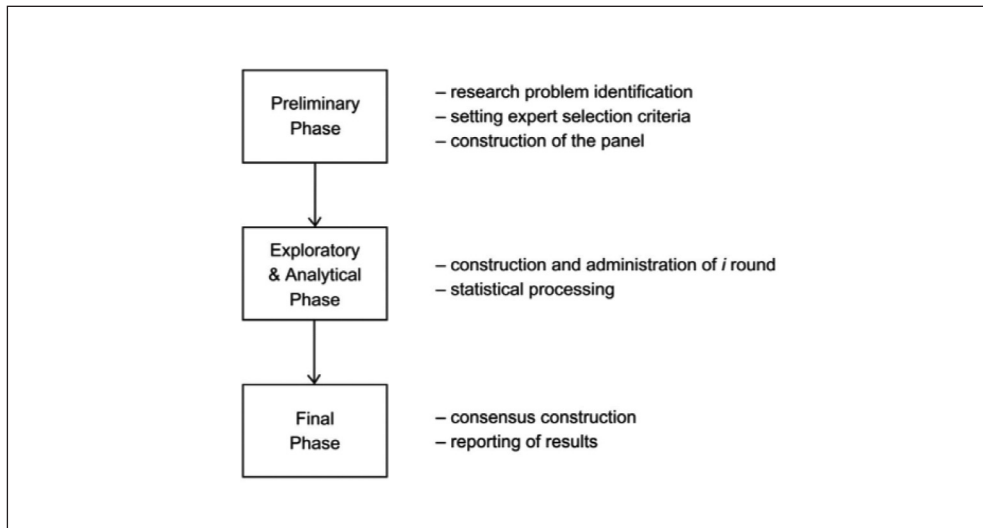 Preliminary
Phase
– research problem identification
– setting expert selection criteria
– construction of the panel
Exploratory
& Analytical
Phase
– construction and administration of i round
– statistical processing
Final
Phase
– consensus construction
– reporting of results